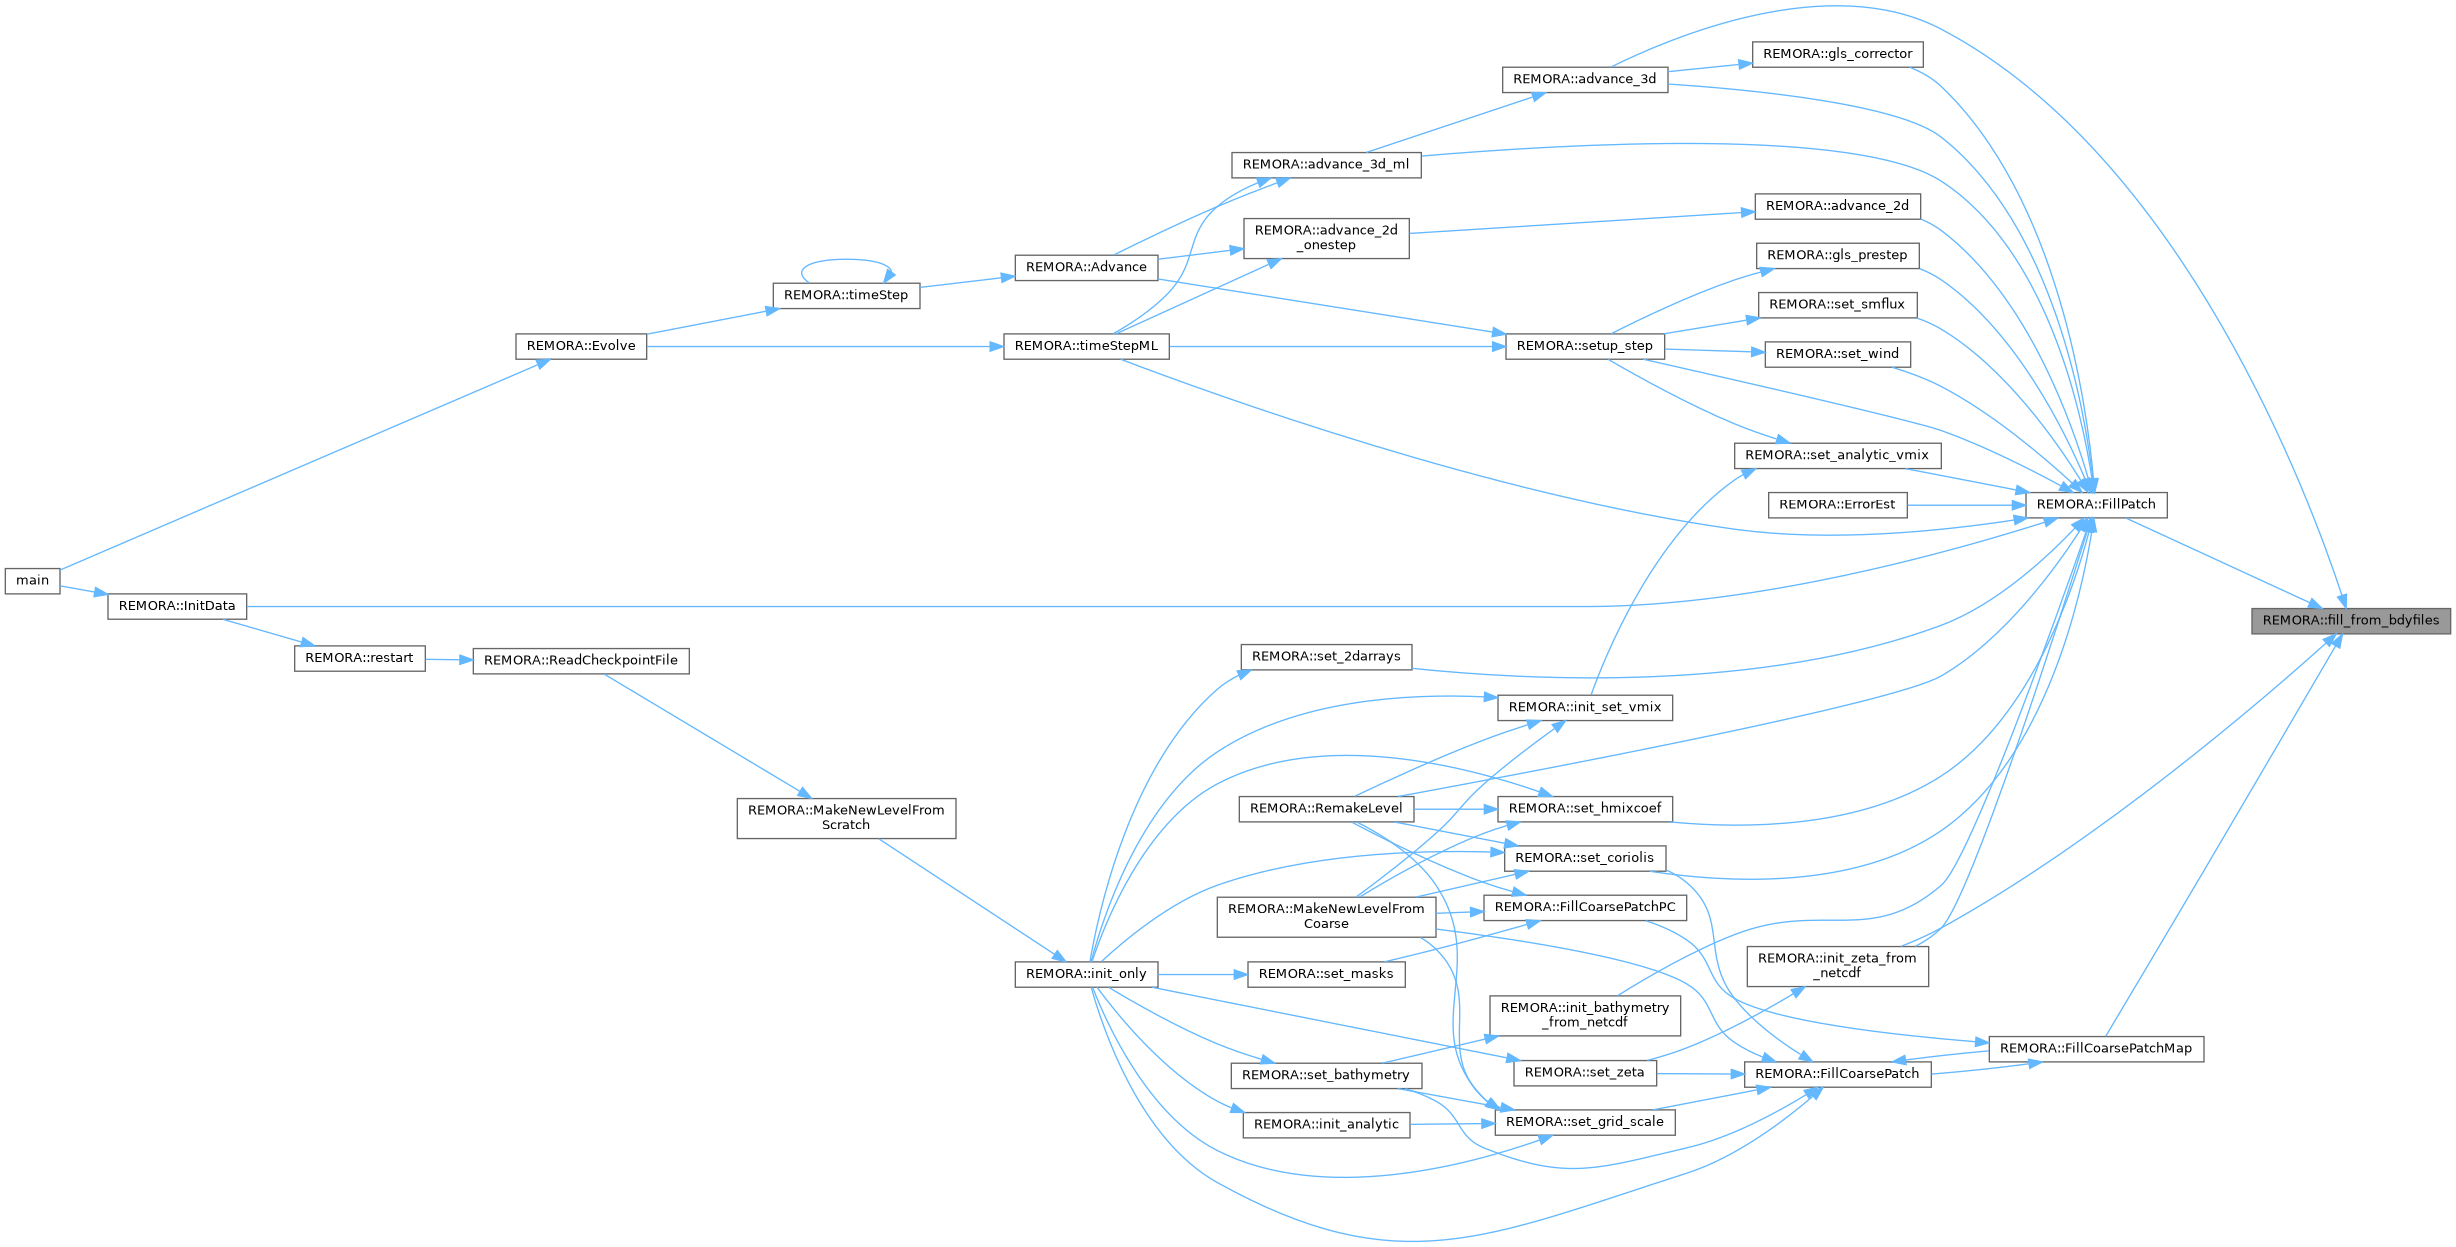 REMORA::gls_corrector
REMORA::advance_3d
REMORA::advance_3d_ml
REMORA::advance_2d
REMORA::advance_2d
_onestep
REMORA::gls_prestep
REMORA::Advance
REMORA::timeStep
REMORA::set_smflux
REMORA::Evolve
REMORA::timeStepML
REMORA::setup_step
REMORA::set_wind
REMORA::set_analytic_vmix
REMORA::ErrorEst
REMORA::FillPatch
main
REMORA::InitData
REMORA::fill_from_bdyfiles
REMORA::restart
REMORA::ReadCheckpointFile
REMORA::set_2darrays
REMORA::init_set_vmix
REMORA::MakeNewLevelFrom
Scratch
REMORA::RemakeLevel
REMORA::set_hmixcoef
REMORA::set_coriolis
REMORA::MakeNewLevelFrom
Coarse
REMORA::FillCoarsePatchPC
REMORA::init_only
REMORA::set_masks
REMORA::init_zeta_from
_netcdf
REMORA::init_bathymetry
_from_netcdf
REMORA::FillCoarsePatchMap
REMORA::set_bathymetry
REMORA::set_zeta
REMORA::FillCoarsePatch
REMORA::init_analytic
REMORA::set_grid_scale